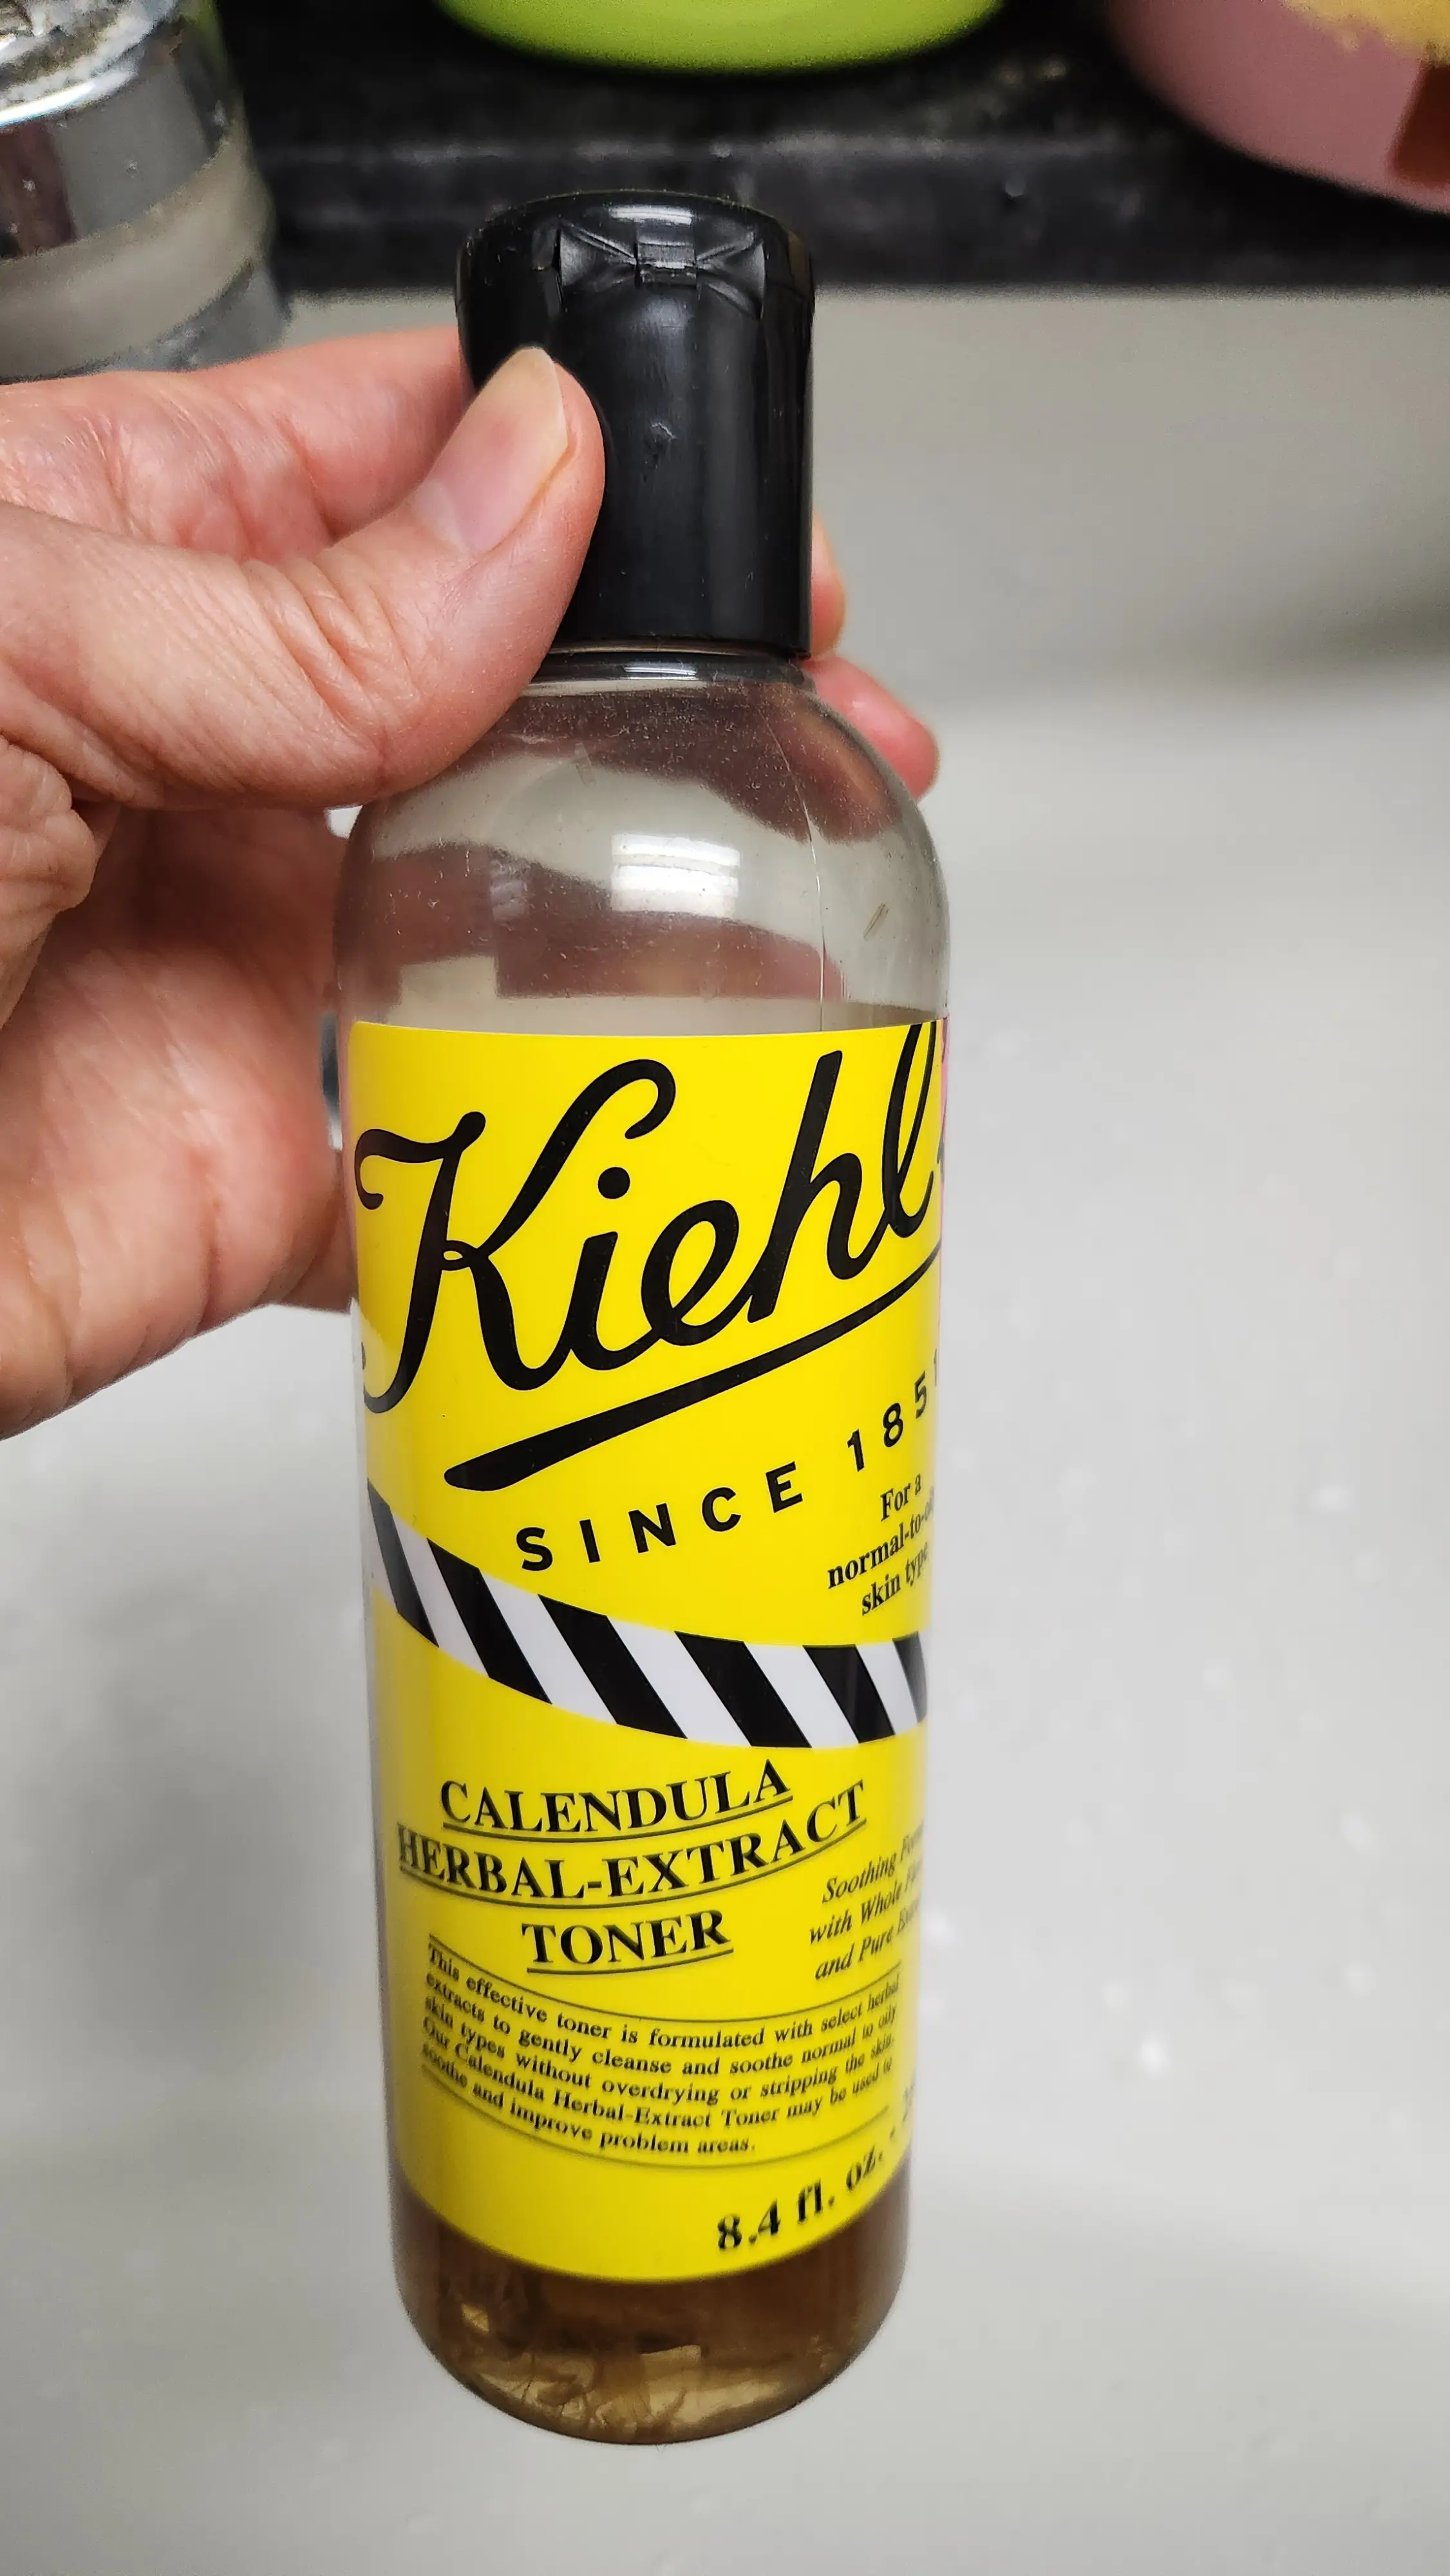 Kiehl'
SINCE 185
For a
normal-to-
skin type
CALENDULA
HERBAL-EXTRACT
TONER
Soothing
with Whole
and Pure
This effective toner is formulated with select herbal
extracts to gently cleanse and soothe normal to oily
skin types without overdrying or stripping the skin.
Our Calendula Herbal-Extract Toner may be used to
soothe and improve problem areas.
8.4 fl. oz. -